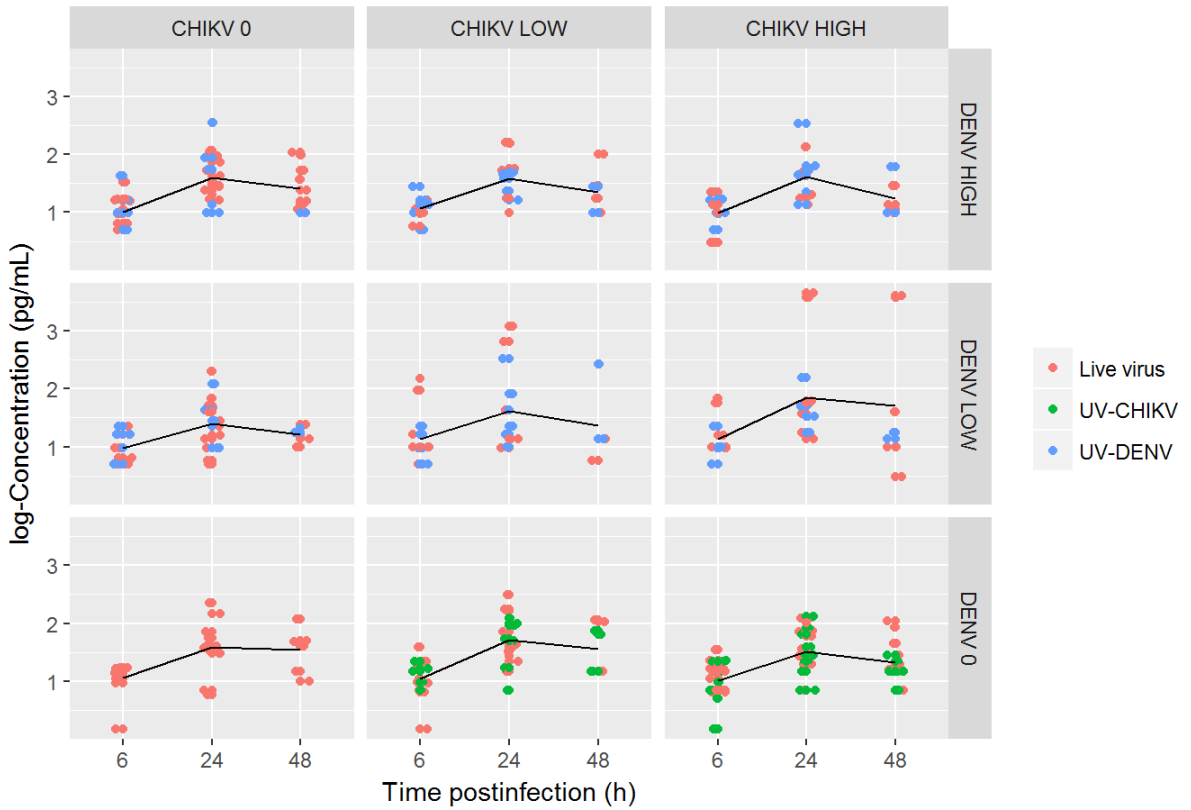 CHIKV 0
CHIKV LOW
CHIKV HIGH
3
2
1
DENV HIGH
3
2
1
DENV LOW
3
2
1
DENV 0
6
24
48
6
24
48
6
24
48
log-Concentration (pg/mL)
Time postinfection (h)
Live virus
UV-CHIKV
UV-DENV